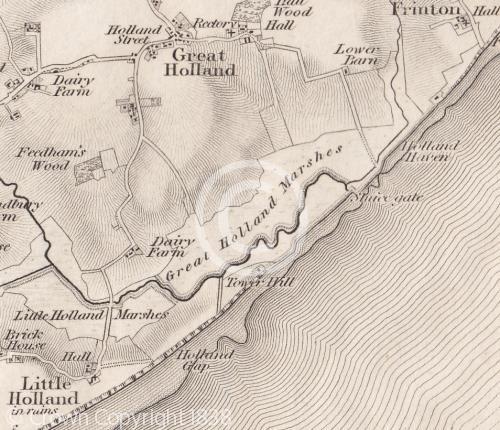 Hall
Wood
Hall
Frinton
Hall
Holland
Street
Rectory
Great
Holland
Lower
Barn
Dairy
Farm
Holland
Haven
Feedham's
Wood
Great Holland Marshes
Sluice gate
Dairy
Farm
Tower Hill
Little Holland Marshes
Brick
House
Hall
Holland
Gap
Little
Holland
in ruins
© Crown Copyright 1838